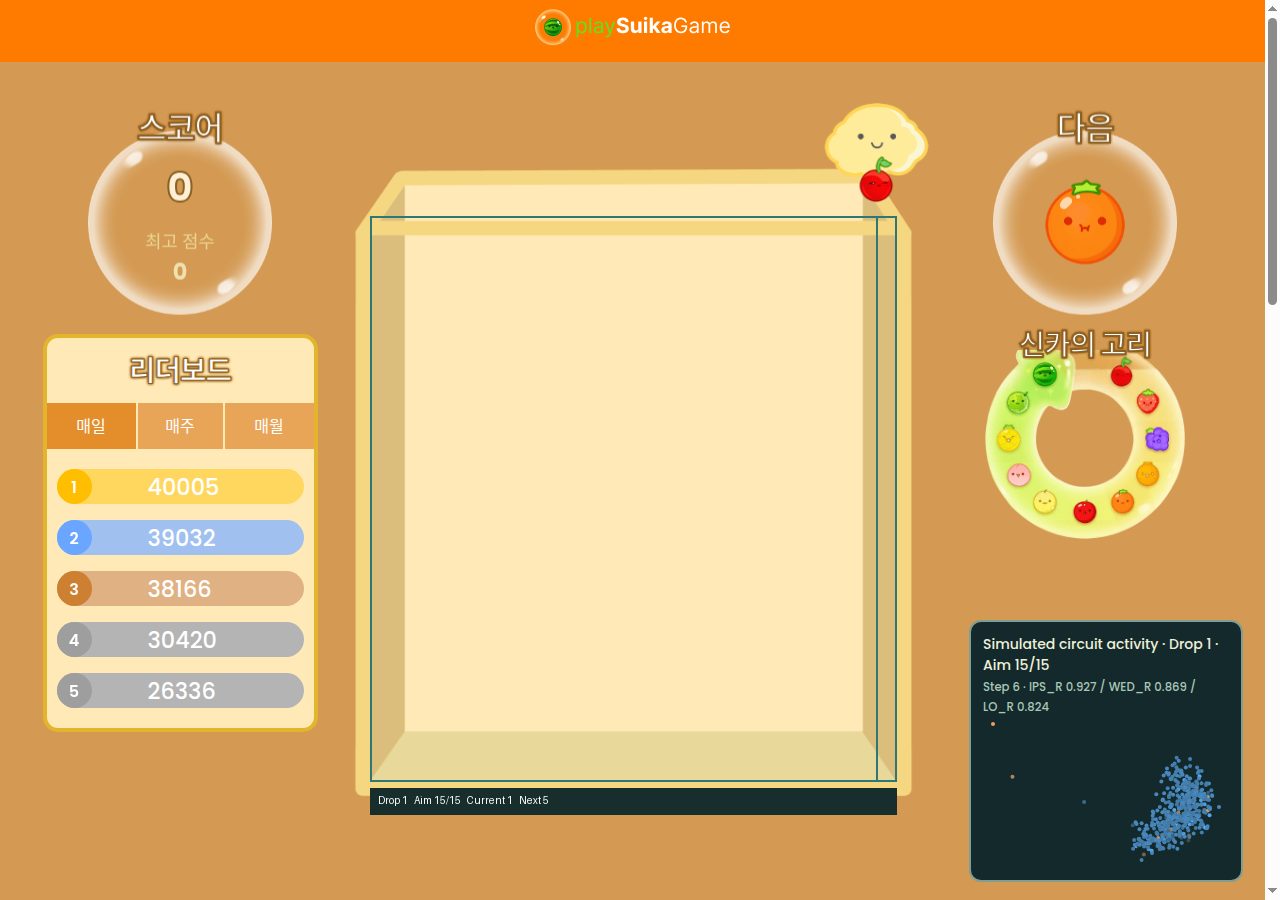 playSuikaGame
스코어
0
최고 점수
0
다음
리더보드
매일 매주 매월
1 40005
2 39032
3 38166
4 30420
5 26336
신카의 고리
Simulated circuit activity · Drop 1 ·
Aim 15/15
Step 6 · IPS_R 0.927 / WED_R 0.869 /
LO_R 0.824
Drop 1 Aim 15/15 Current 1 Next 5